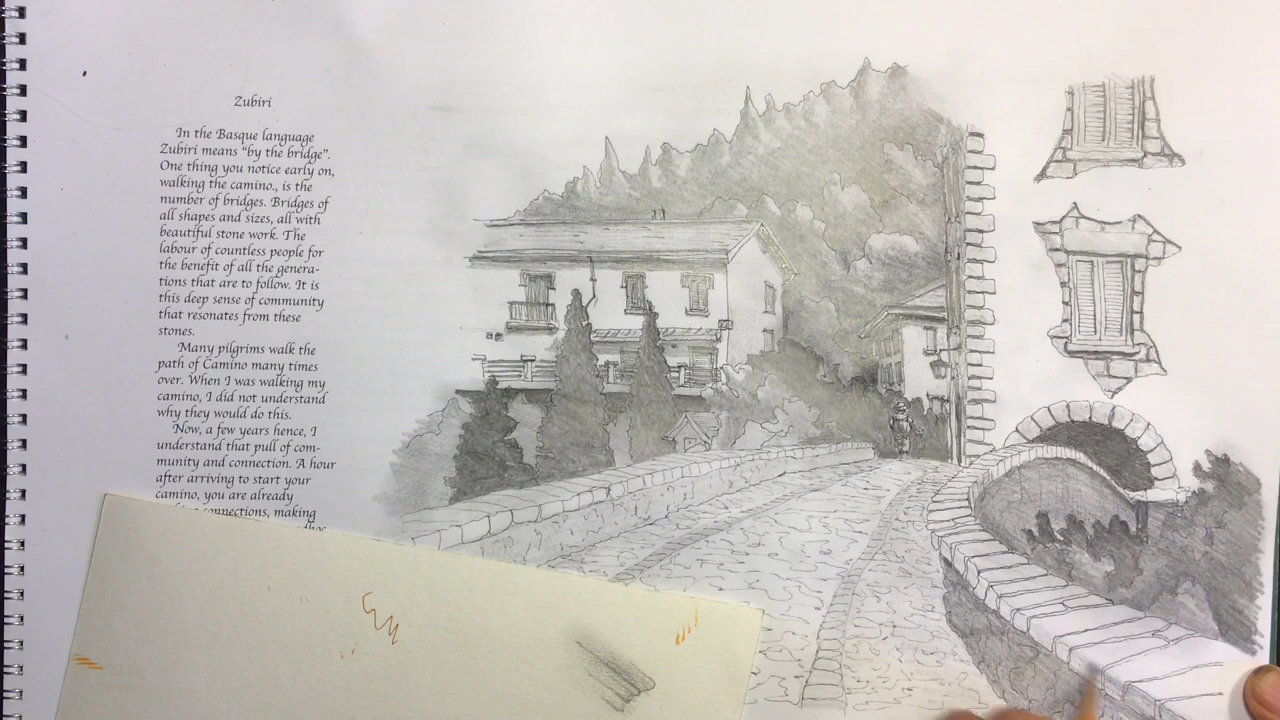 Zubiri
In the Basque language
Zubiri means "by the bridge".
One thing you notice early on,
walking the camino., is the
number of bridges. Bridges of
all shapes and sizes, all with
beautiful stone work. The
labour of countless people for
the benefit of all the genera-
tions that are to follow. It is
this deep sense of community
that resonates from these
stones.
Many pilgrims walk the
path of Camino many times
over. When I was walking my
camino, I did not understand
why they would do this.
Now, a few years hence, I
understand that pull of com-
munity and connection. A hour
after arriving to start your
camino, you are already
connections, making